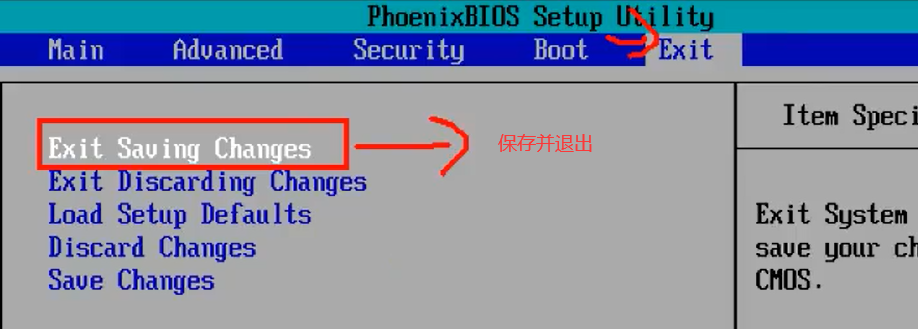 PhoenixBIOS Setup Utility
Main Advanced Security Boot Exit
Item Speci
Exit Saving Changes
保存并退出
Exit Discarding Changes
Load Setup Defaults
Discard Changes
Save Changes
Exit System
save your ch
CMOS.